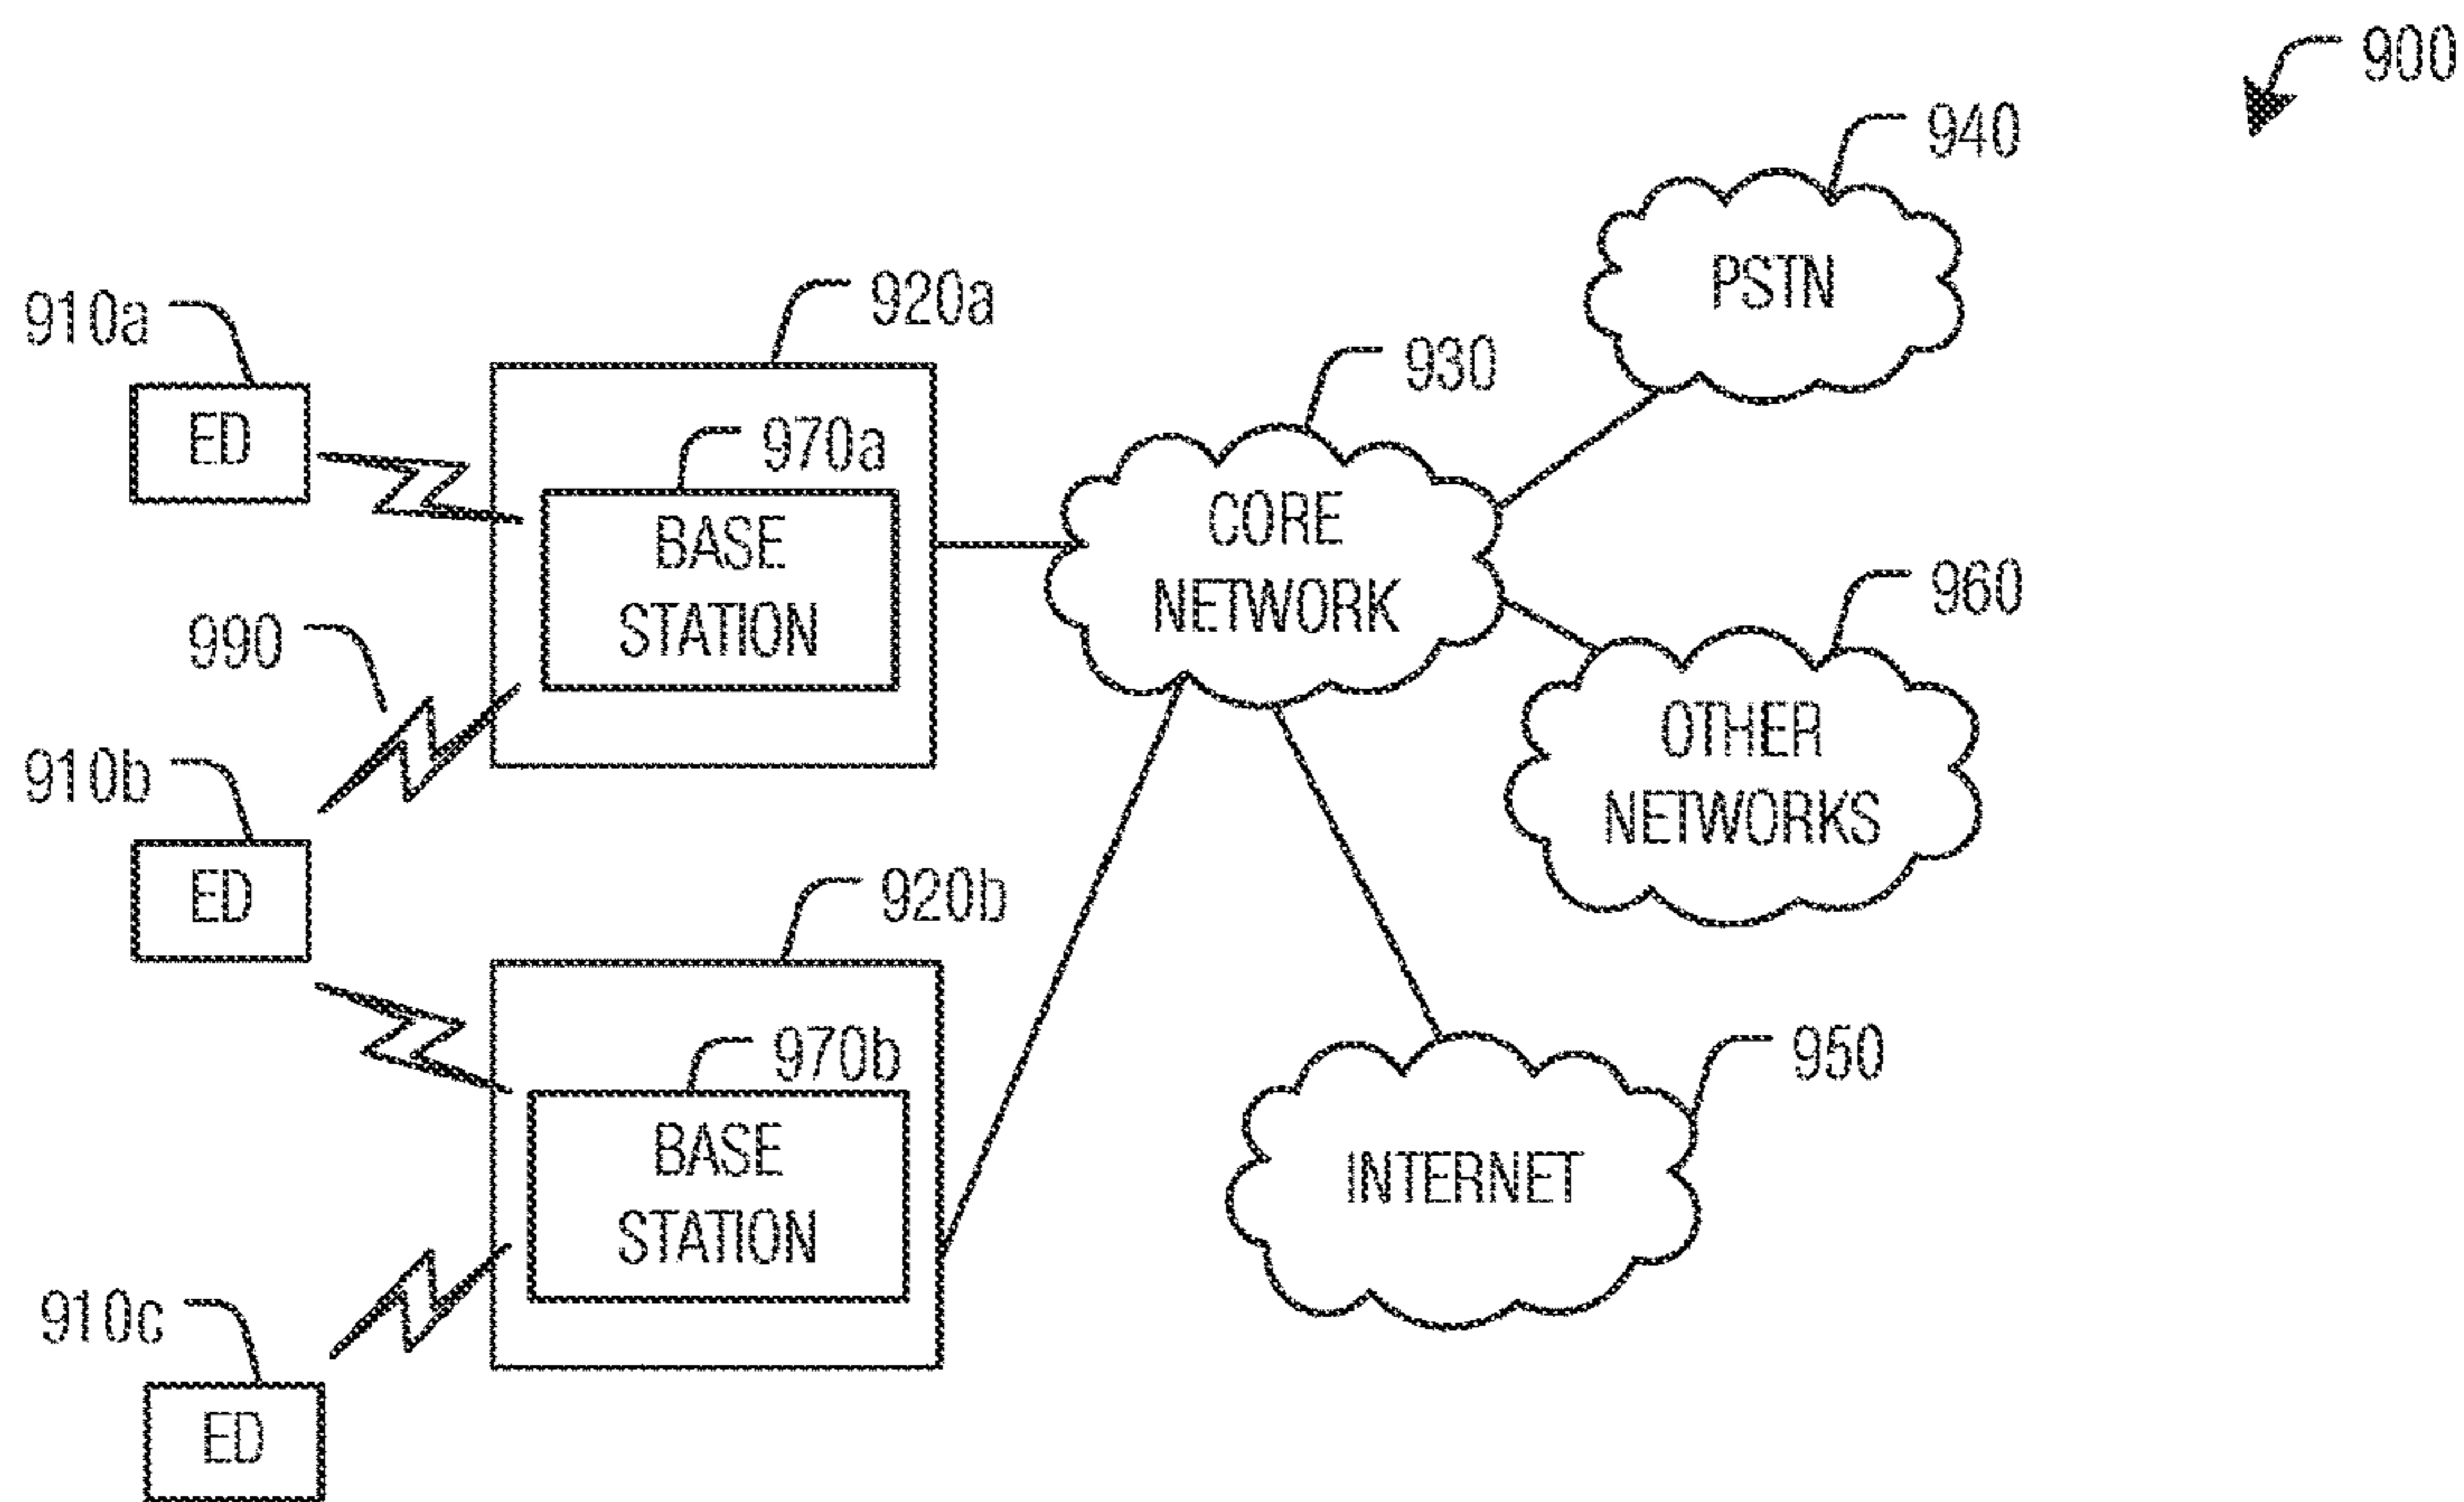 900
940
PSTN
920a
910a
930
ED
970a
CORE
NETWORK
BASE
STATION
960
990
OTHER
NETWORKS
910b
ED
920b
970b
950
BASE
STATION
INTERNET
910c
ED